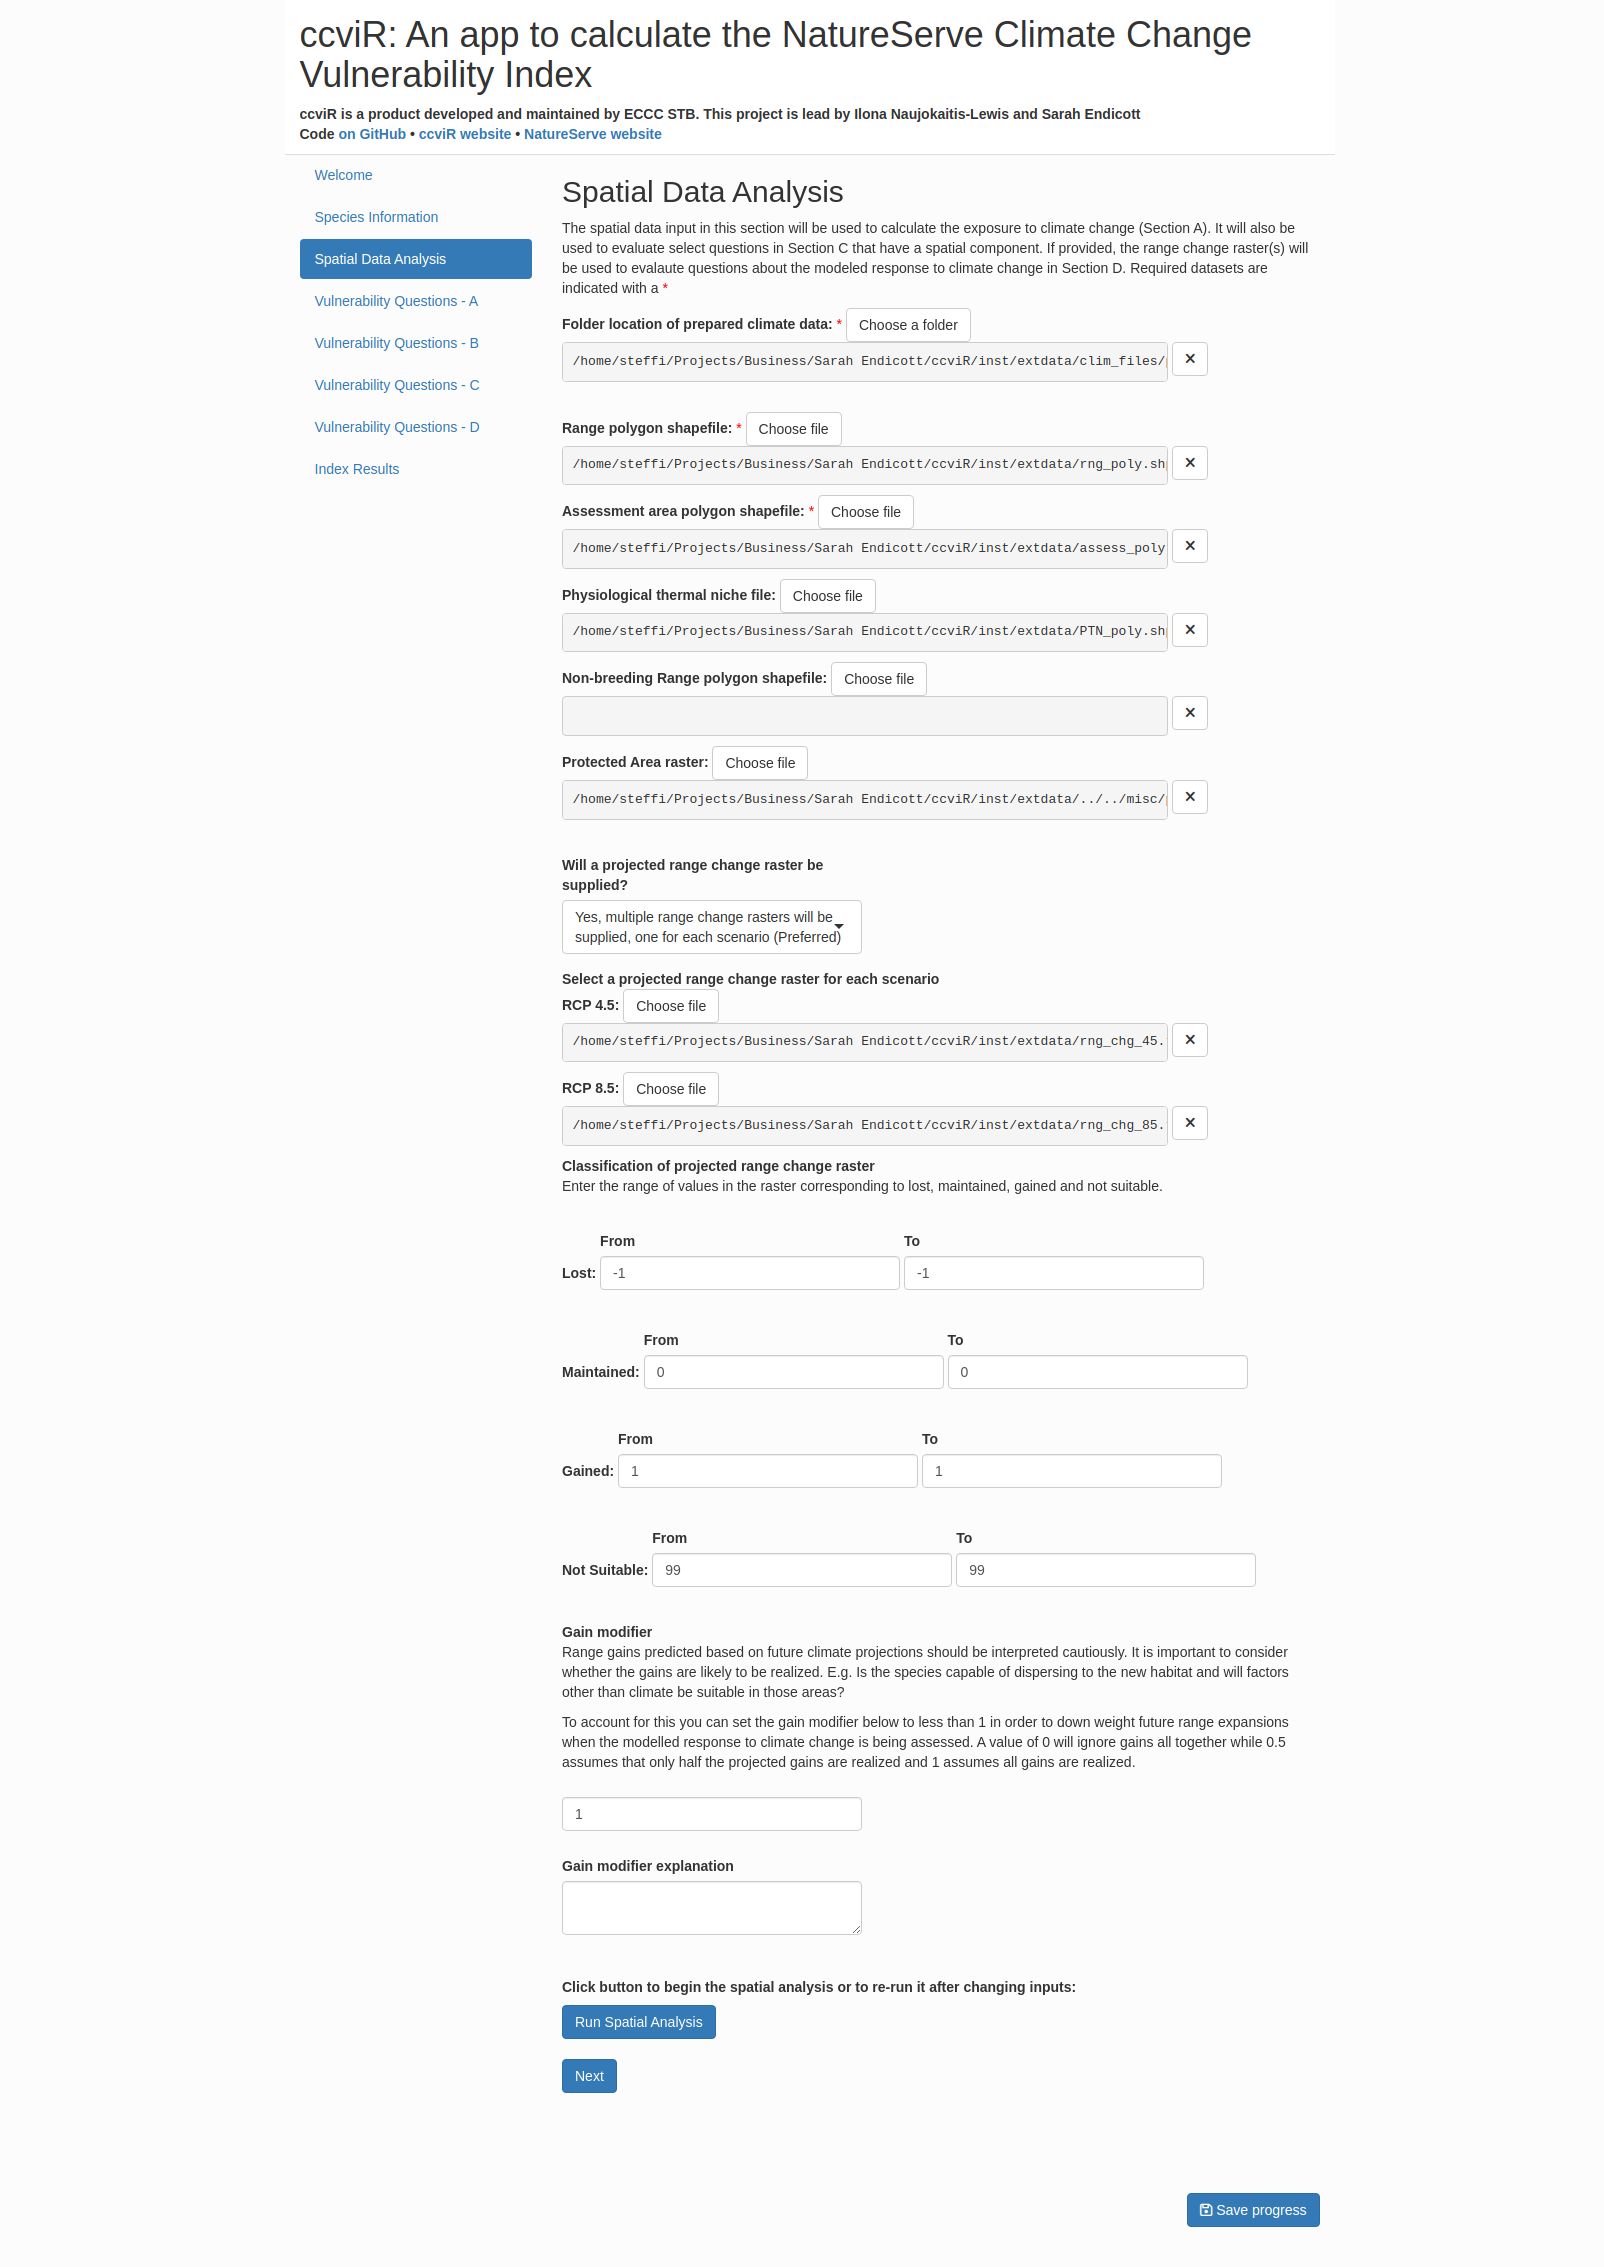 ccviR: An app to calculate the NatureServe Climate Change
Vulnerability Index
ccviR is a product developed and maintained by ECCC STB. This project is lead by Ilona Naujokaitis-Lewis and Sarah Endicott
Code on GitHub • ccviR website • NatureServe website
Welcome
Species Information
Spatial Data Analysis
Vulnerability Questions - A
Vulnerability Questions - B
Vulnerability Questions - C
Vulnerability Questions - D
Index Results
Spatial Data Analysis
The spatial data input in this section will be used to calculate the exposure to climate change (Section A). It will also be
used to evaluate select questions in Section C that have a spatial component. If provided, the range change raster(s) will
be used to evalaute questions about the modeled response to climate change in Section D. Required datasets are
indicated with a *
Folder location of prepared climate data: * Choose a folder
/home/steffi/Projects/Business/Sarah Endicott/ccviR/inst/extdata/clim_files/
Range polygon shapefile: * Choose file
/home/steffi/Projects/Business/Sarah Endicott/ccviR/inst/extdata/rng_poly.shp
Assessment area polygon shapefile: * Choose file
/home/steffi/Projects/Business/Sarah Endicott/ccviR/inst/extdata/assess_poly
Physiological thermal niche file: Choose file
/home/steffi/Projects/Business/Sarah Endicott/ccviR/inst/extdata/PTN_poly.shp
Non-breeding Range polygon shapefile: Choose file
Protected Area raster: Choose file
/home/steffi/Projects/Business/Sarah Endicott/ccviR/inst/extdata/../../misc/
Will a projected range change raster be
supplied?
Yes, multiple range change rasters will be
supplied, one for each scenario (Preferred)
Select a projected range change raster for each scenario
RCP 4.5: Choose file
/home/steffi/Projects/Business/Sarah Endicott/ccviR/inst/extdata/rng_chg_45.
RCP 8.5: Choose file
/home/steffi/Projects/Business/Sarah Endicott/ccviR/inst/extdata/rng_chg_85.
Classification of projected range change raster
Enter the range of values in the raster corresponding to lost, maintained, gained and not suitable.
From To
Lost: -1 -1
From To
Maintained: 0 0
From To
Gained: 1 1
From To
Not Suitable: 99 99
Gain modifier
Range gains predicted based on future climate projections should be interpreted cautiously. It is important to consider
whether the gains are likely to be realized. E.g. Is the species capable of dispersing to the new habitat and will factors
other than climate be suitable in those areas?
To account for this you can set the gain modifier below to less than 1 in order to down weight future range expansions
when the modelled response to climate change is being assessed. A value of 0 will ignore gains all together while 0.5
assumes that only half the projected gains are realized and 1 assumes all gains are realized.
1
Gain modifier explanation
Click button to begin the spatial analysis or to re-run it after changing inputs:
Run Spatial Analysis
Next
Save progress